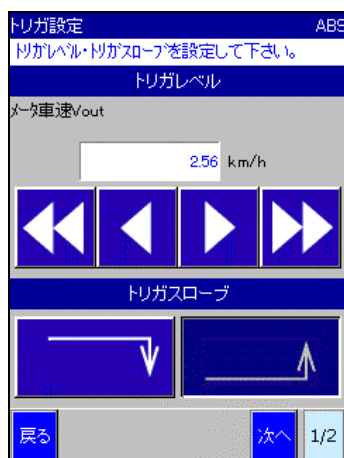 トリガ設定 ABS
トリガレベル・トリガスロープを設定して下さい。
トリガレベル
メータ車速Vout
2.56 km/h
トリガスロープ
戻る 次へ 1/2